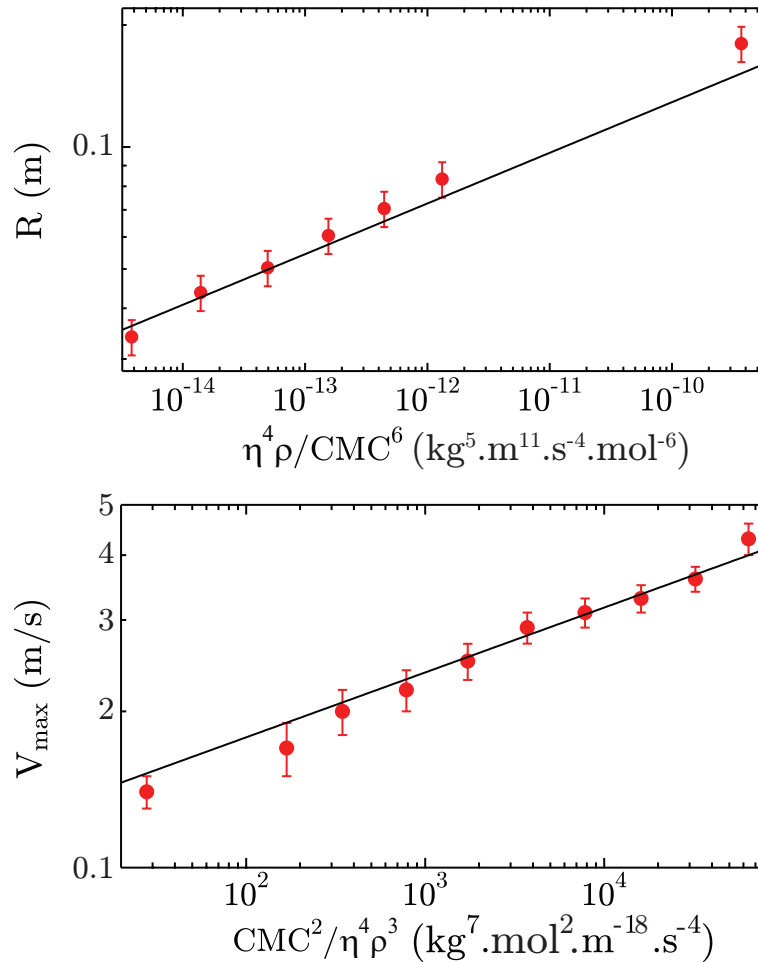 R (m)
0.1
10⁻¹⁴ 10⁻¹³ 10⁻¹² 10⁻¹¹ 10⁻¹⁰
η⁴ρ/CMC⁶ (kg⁵.m¹¹.s⁻⁴.mol⁻⁶)
V_max (m/s)
5
4
3
2
0.1
10² 10³ 10⁴
CMC²/η⁴ρ³ (kg⁷.mol².m⁻¹⁸.s⁻⁴)